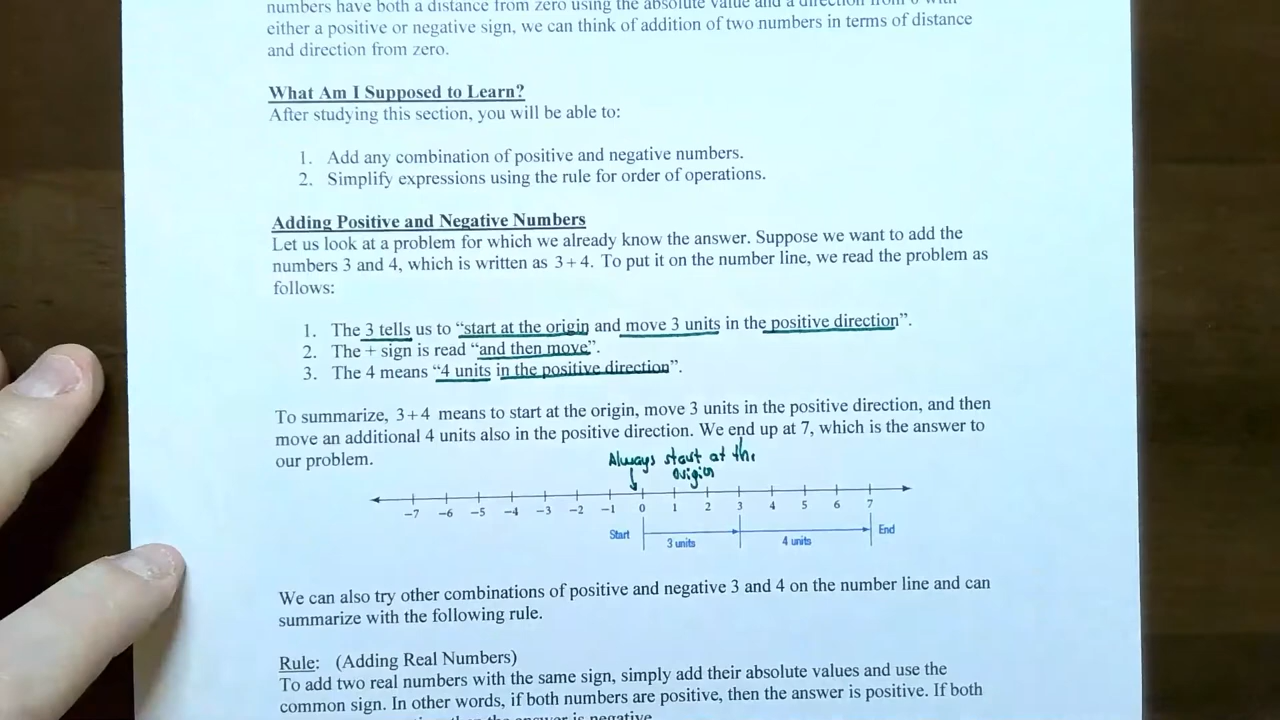 numbers have both a distance from zero using the absolute value and a direction from 0 with
either a positive or negative sign, we can think of addition of two numbers in terms of distance
and direction from zero.
What Am I Supposed to Learn?
After studying this section, you will be able to:
1. Add any combination of positive and negative numbers.
2. Simplify expressions using the rule for order of operations.
Adding Positive and Negative Numbers
Let us look at a problem for which we already know the answer. Suppose we want to add the
numbers 3 and 4, which is written as 3 + 4. To put it on the number line, we read the problem as
follows:
1. The 3 tells us to “start at the origin and move 3 units in the positive direction”.
2. The + sign is read “and then move”.
3. The 4 means “4 units in the positive direction”.
To summarize, 3 + 4 means to start at the origin, move 3 units in the positive direction, and then
move an additional 4 units also in the positive direction. We end up at 7, which is the answer to
our problem.
Always start at the
origin
−7 −6 −5 −4 −3 −2 −1 0 1 2 3 4 5 6 7
Start 3 units 4 units End
We can also try other combinations of positive and negative 3 and 4 on the number line and can
summarize with the following rule.
Rule: (Adding Real Numbers)
To add two real numbers with the same sign, simply add their absolute values and use the
common sign. In other words, if both numbers are positive, then the answer is positive. If both
the answer is negative.